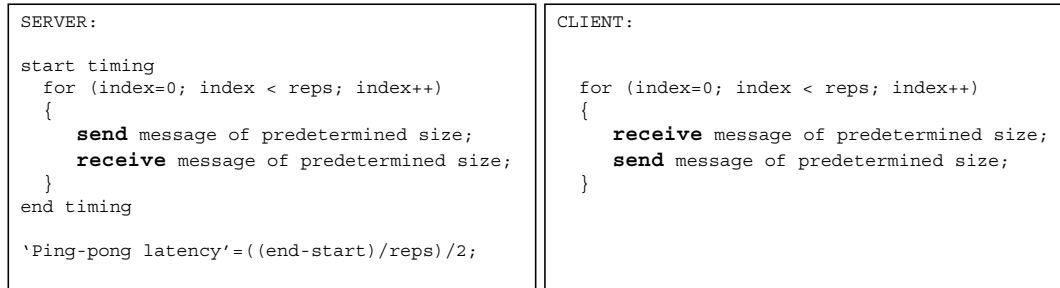 SERVER:
start timing
for (index=0; index < reps; index++)
{
send message of predetermined size;
receive message of predetermined size;
}
end timing
‘Ping-pong latency’=((end-start)/reps)/2;
CLIENT:
for (index=0; index < reps; index++)
{
receive message of predetermined size;
send message of predetermined size;
}